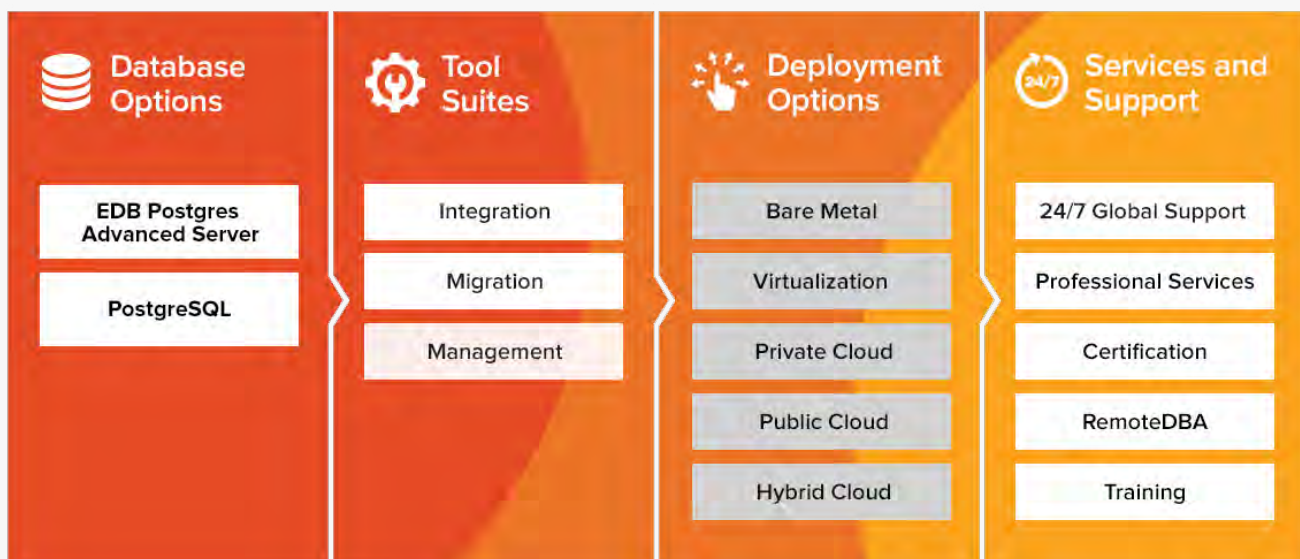 Database
Options
EDB Postgres
Advanced Server
PostgreSQL
Tool
Suites
Integration
Migration
Management
Deployment
Options
Bare Metal
Virtualization
Private Cloud
Public Cloud
Hybrid Cloud
24/7
Services and
Support
24/7 Global Support
Professional Services
Certification
RemoteDBA
Training